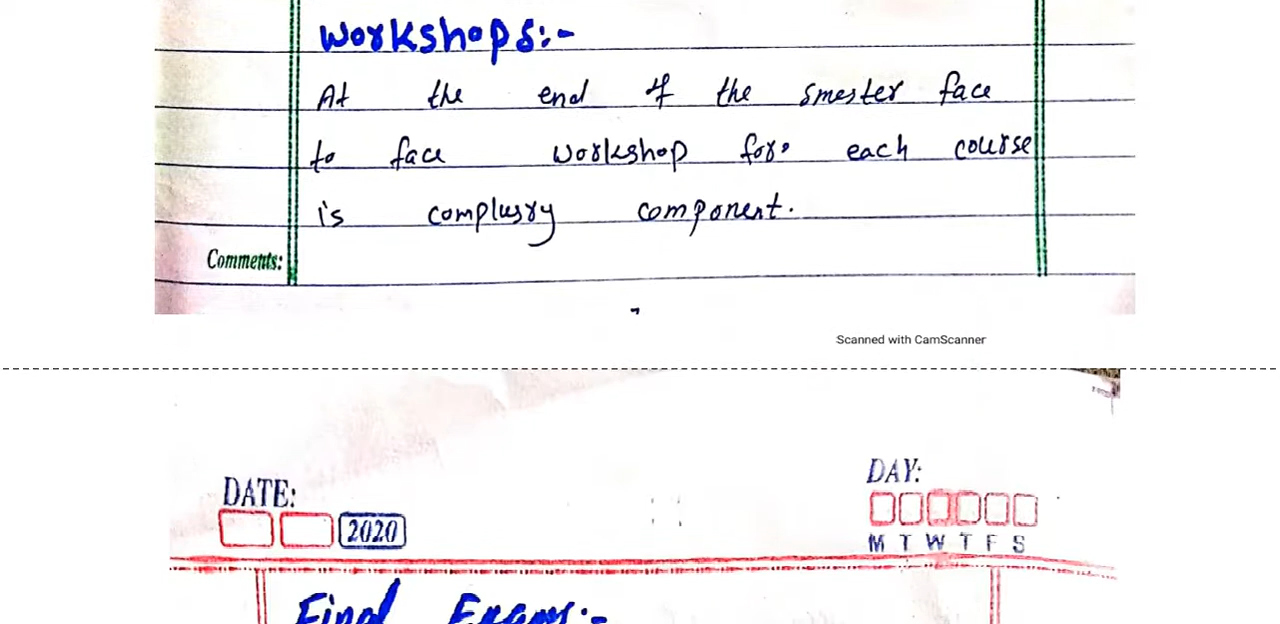 Workshops:-
At the end of the smester face
to face workshop for each course
is complusry component.
Comments:
Scanned with CamScanner
DATE:
2020
DAY:
M T W T F S
Final Exams:-